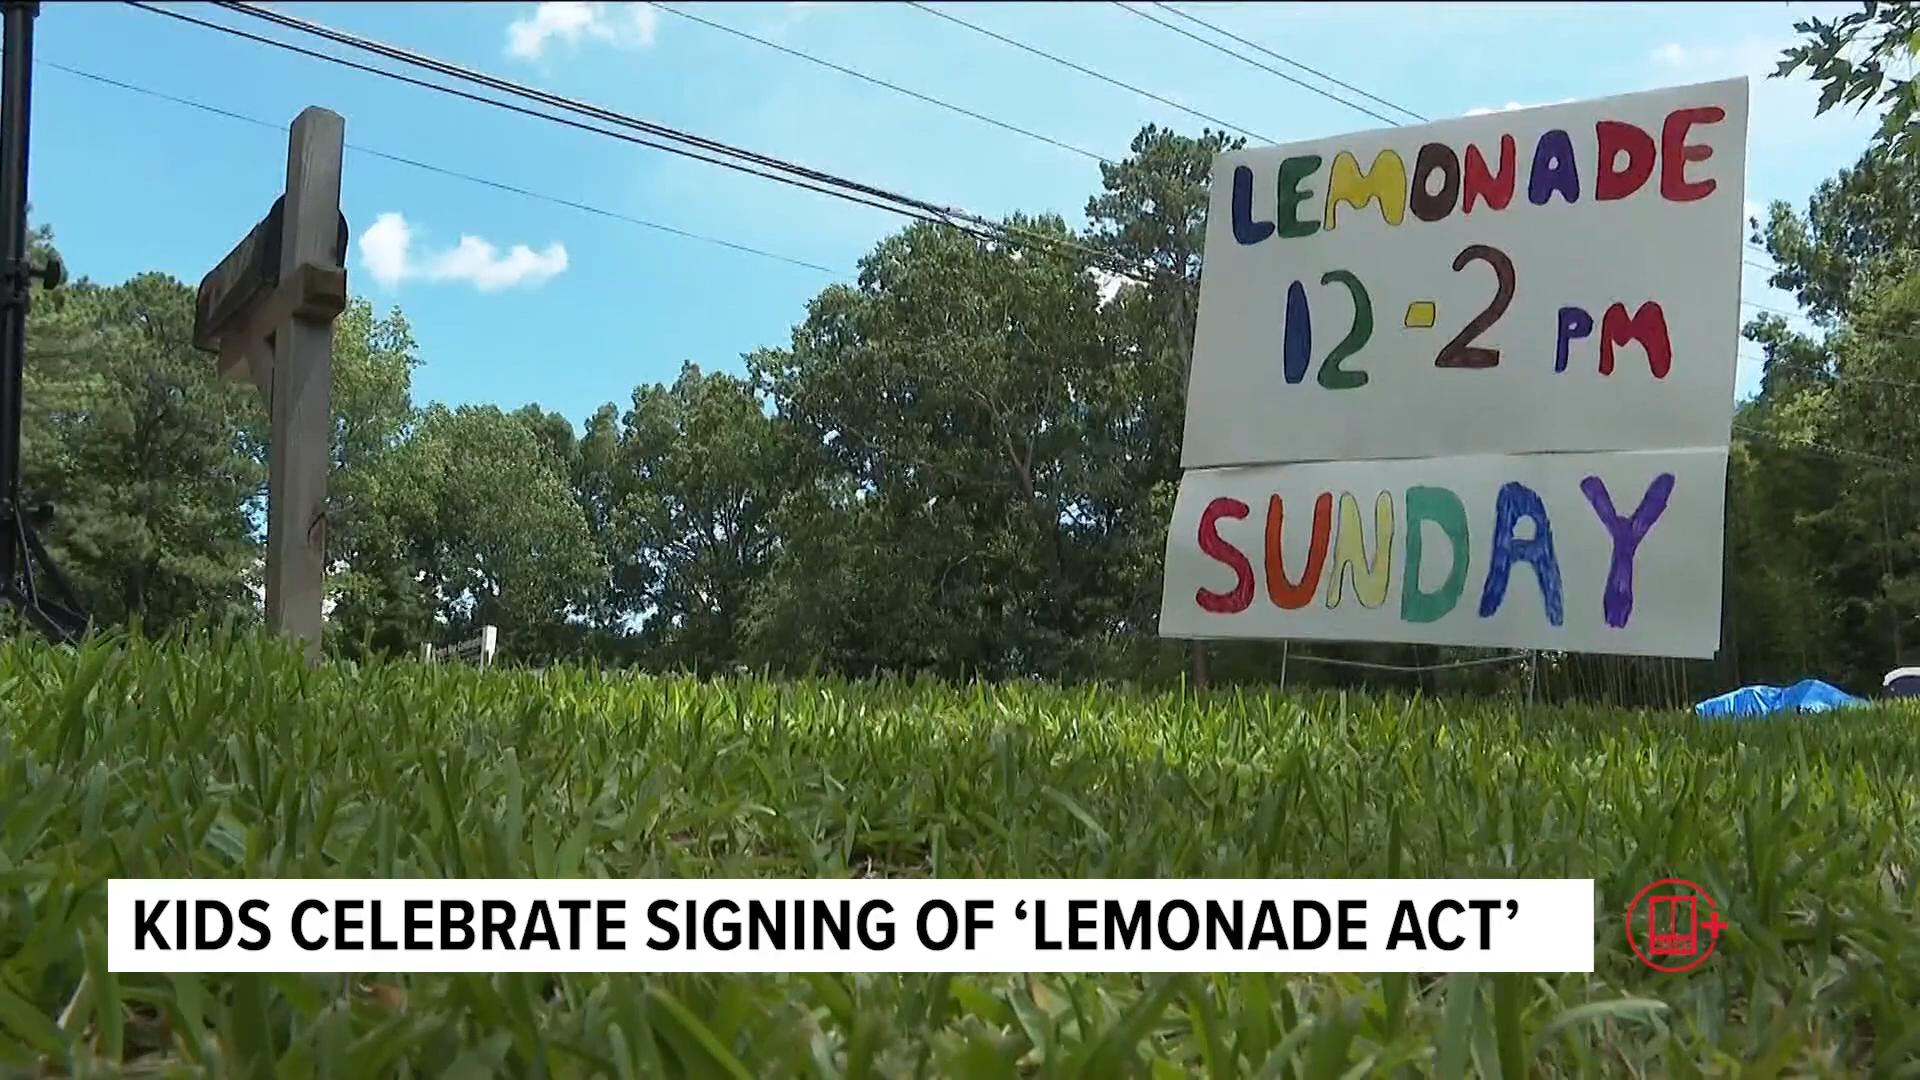 LEMONADE
12-2 PM
SUNDAY
KIDS CELEBRATE SIGNING OF ‘LEMONADE ACT’